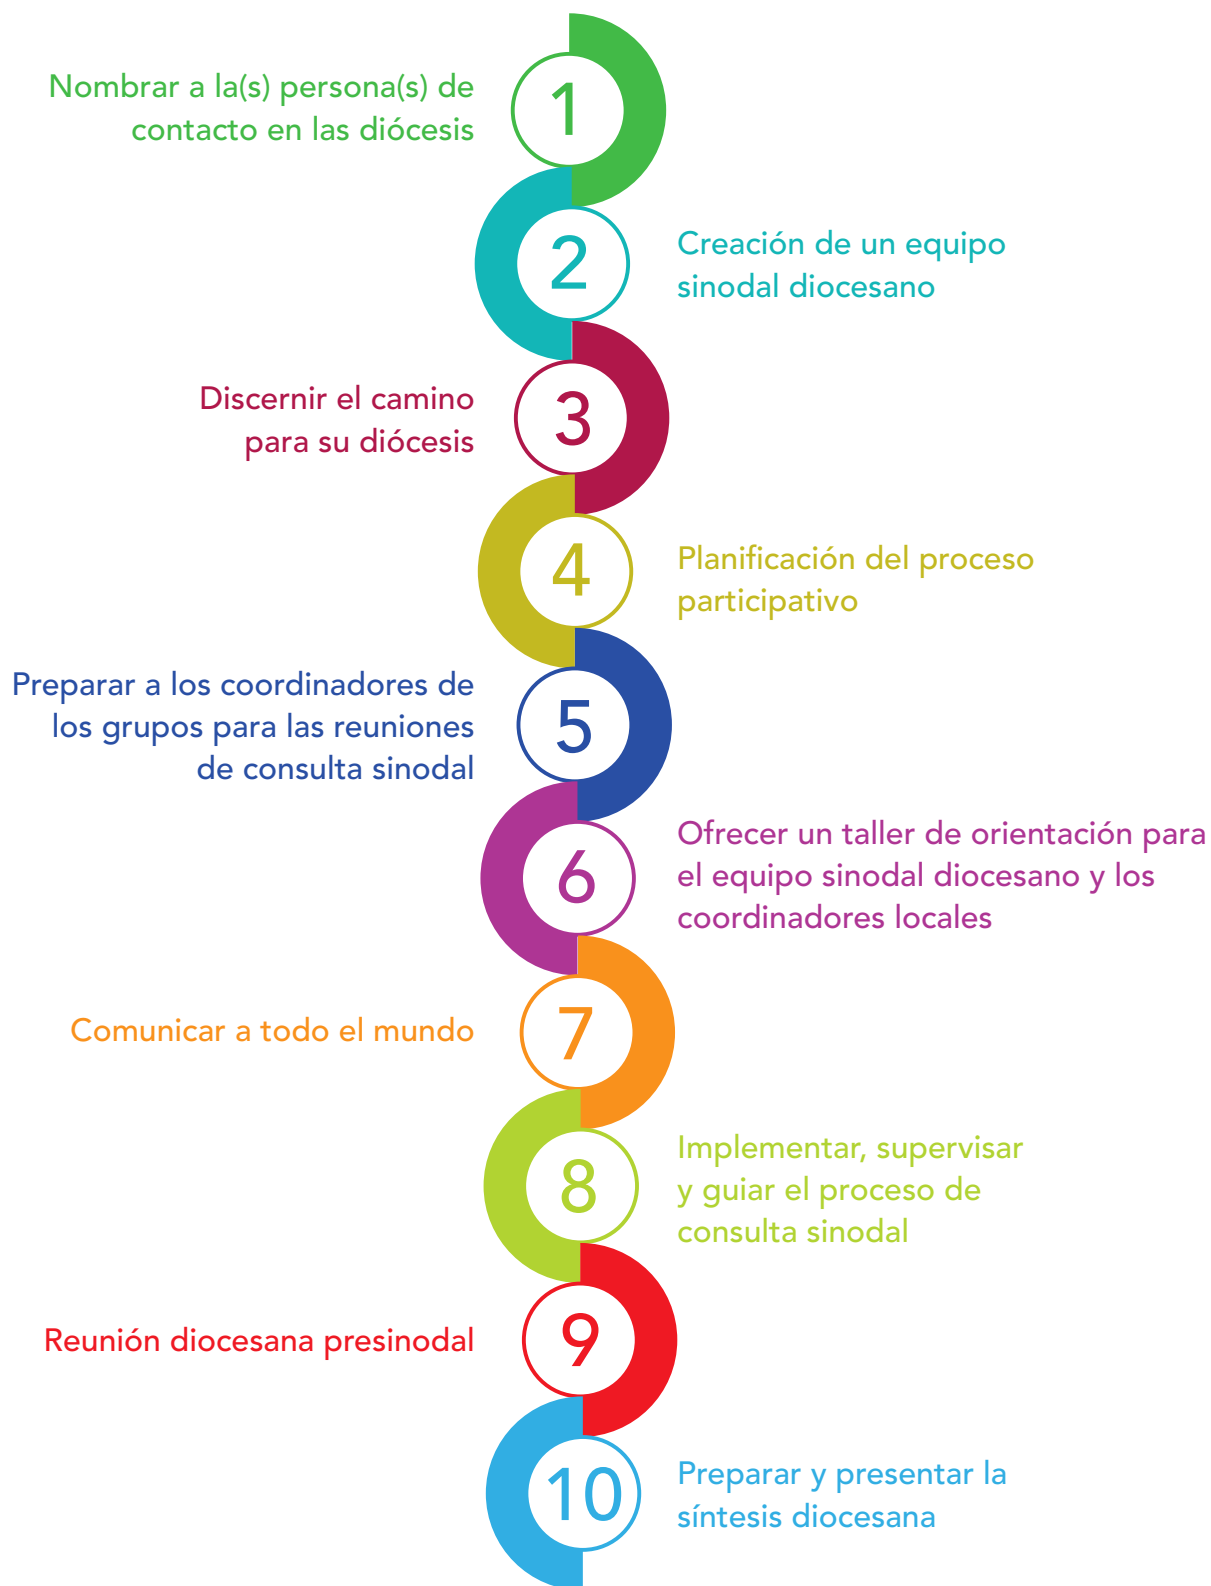 1
Nombrar a la(s) persona(s) de
contacto en las diócesis
2
Creación de un equipo
sinodal diocesano
3
Discernir el camino
para su diócesis
4
Planificación del proceso
participativo
5
Preparar a los coordinadores de
los grupos para las reuniones
de consulta sinodal
6
Ofrecer un taller de orientación para
el equipo sinodal diocesano y los
coordinadores locales
7
Comunicar a todo el mundo
8
Implementar, supervisar
y guiar el proceso de
consulta sinodal
9
Reunión diocesana presinodal
10
Preparar y presentar la
síntesis diocesana